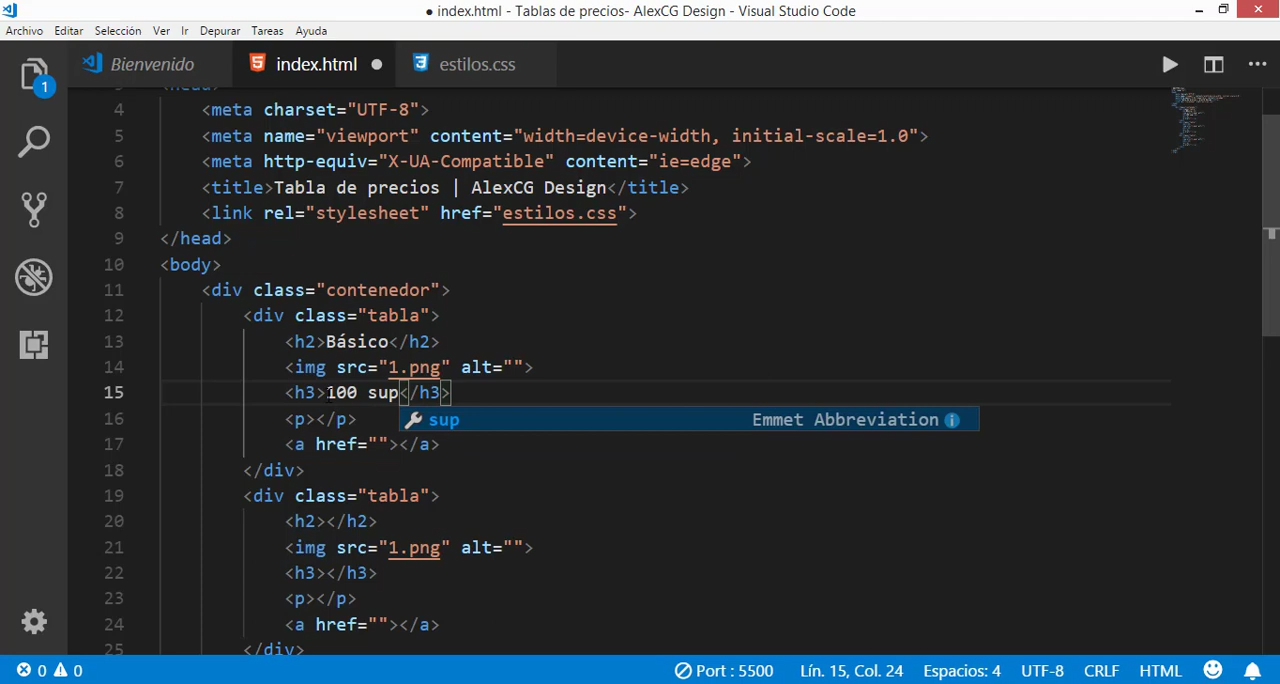 ● index.html - Tablas de precios- AlexCG Design - Visual Studio Code
Archivo Editar Selección Ver Ir Depurar Tareas Ayuda
Bienvenido index.html ● estilos.css
1
<head>
4 <meta charset="UTF-8">
5 <meta name="viewport" content="width=device-width, initial-scale=1.0">
6 <meta http-equiv="X-UA-Compatible" content="ie=edge">
7 <title>Tabla de precios | AlexCG Design</title>
8 <link rel="stylesheet" href="estilos.css">
9 </head>
10 <body>
11 <div class="contenedor">
12 <div class="tabla">
13 <h2>Básico</h2>
14 <img src="1.png" alt="">
15 <h3>100 sup</h3>
16 <p></p>
sup Emmet Abbreviation
17 <a href=""></a>
18 </div>
19 <div class="tabla">
20 <h2></h2>
21 <img src="1.png" alt="">
22 <h3></h3>
23 <p></p>
24 <a href=""></a>
25 </div>
0 0 Port : 5500 Lín. 15, Col. 24 Espacios: 4 UTF-8 CRLF HTML